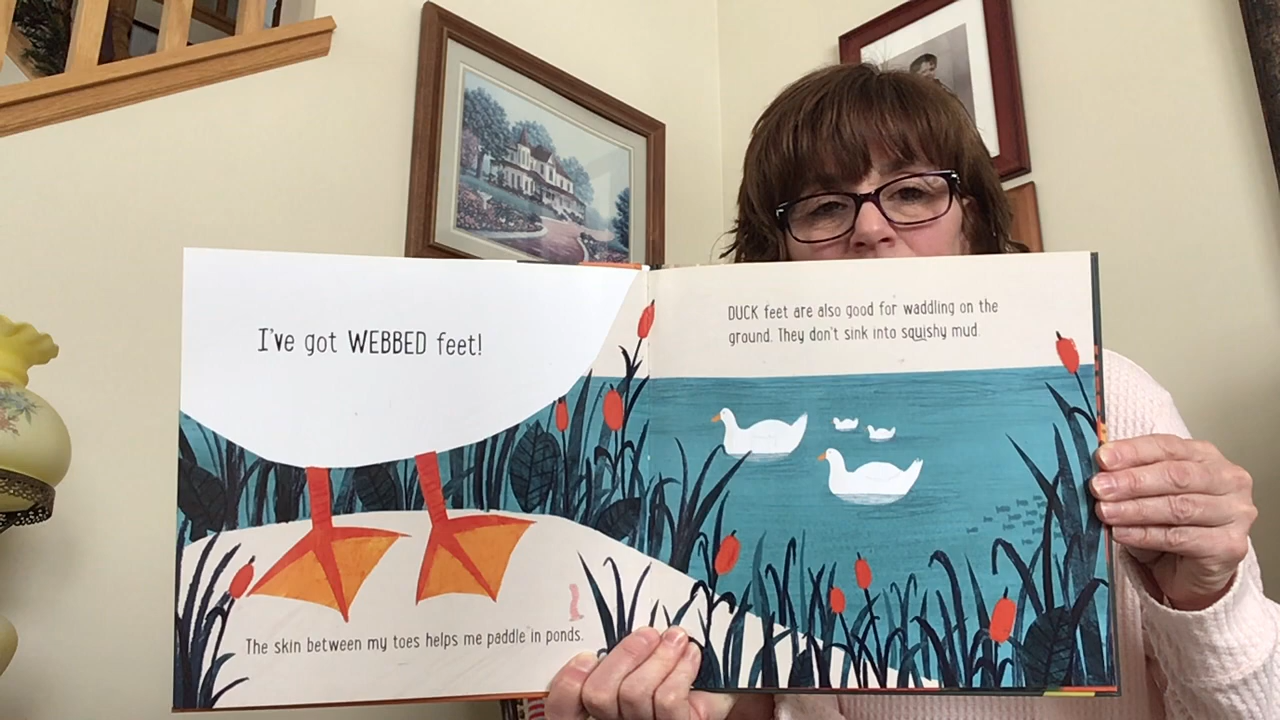 I've got WEBBED feet!
The skin between my toes helps me paddle in ponds.
DUCK feet are also good for waddling on the
ground. They don't sink into squishy mud.